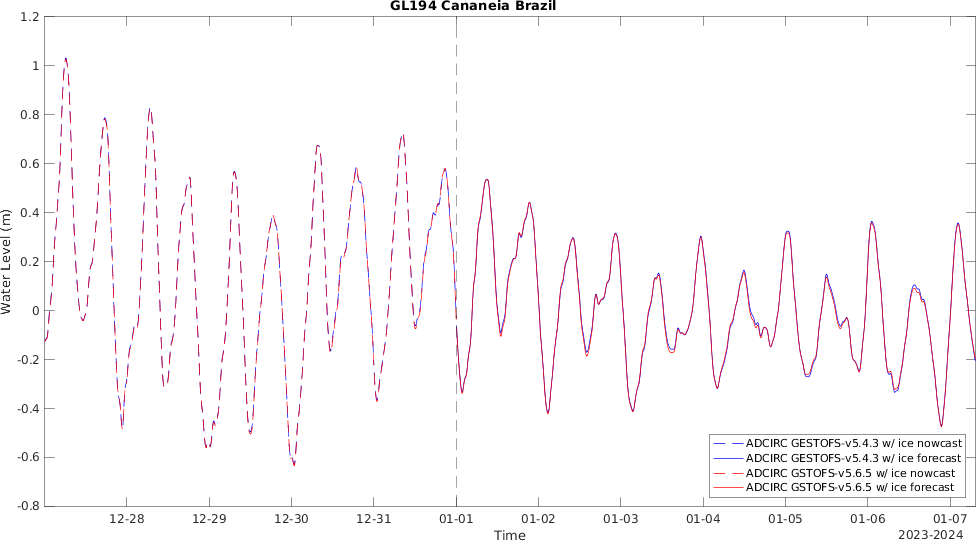 GL194 Cananeia Brazil
Water Level (m)
1.2
1
0.8
0.6
0.4
0.2
0
-0.2
-0.4
-0.6
-0.8
ADCIRC GESTOFS-v5.4.3 w/ ice nowcast
ADCIRC GESTOFS-v5.4.3 w/ ice forecast
ADCIRC GSTOFS-v5.6.5 w/ ice nowcast
ADCIRC GSTOFS-v5.6.5 w/ ice forecast
12-28 12-29 12-30 12-31 01-01 01-02 01-03 01-04 01-05 01-06 01-07
Time
2023-2024